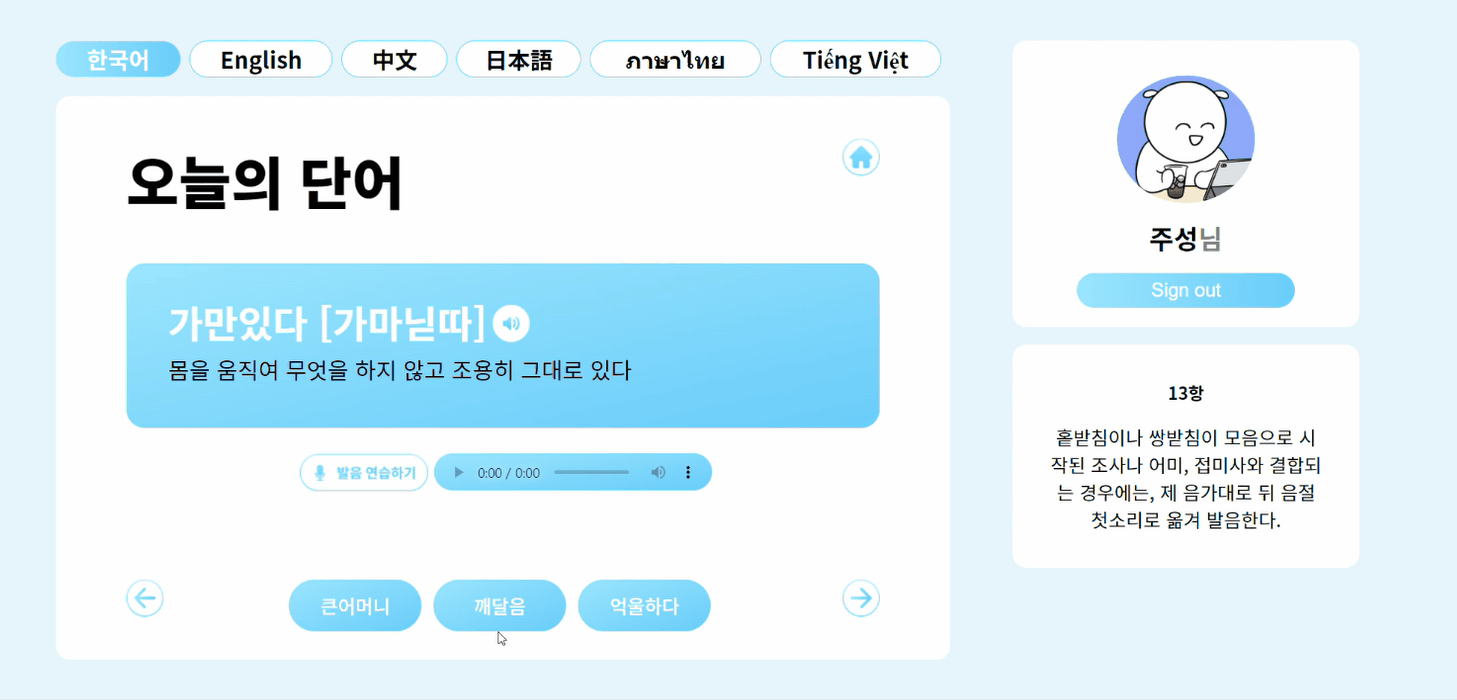 한국어
English
中文
日本語
ภาษาไทย
Tiếng Việt
오늘의 단어
가만있다 [가마닏따]
몸을 움직여 무엇을 하지 않고 조용히 그대로 있다
발음 연습하기
0:00 / 0:00
큰어머니
깨달음
억울하다
주성님
Sign out
13항
홑받침이나 쌍받침이 모음으로 시
작된 조사나 어미, 접미사와 결합되
는 경우에는, 제 음가대로 뒤 음절
첫소리로 옮겨 발음한다.